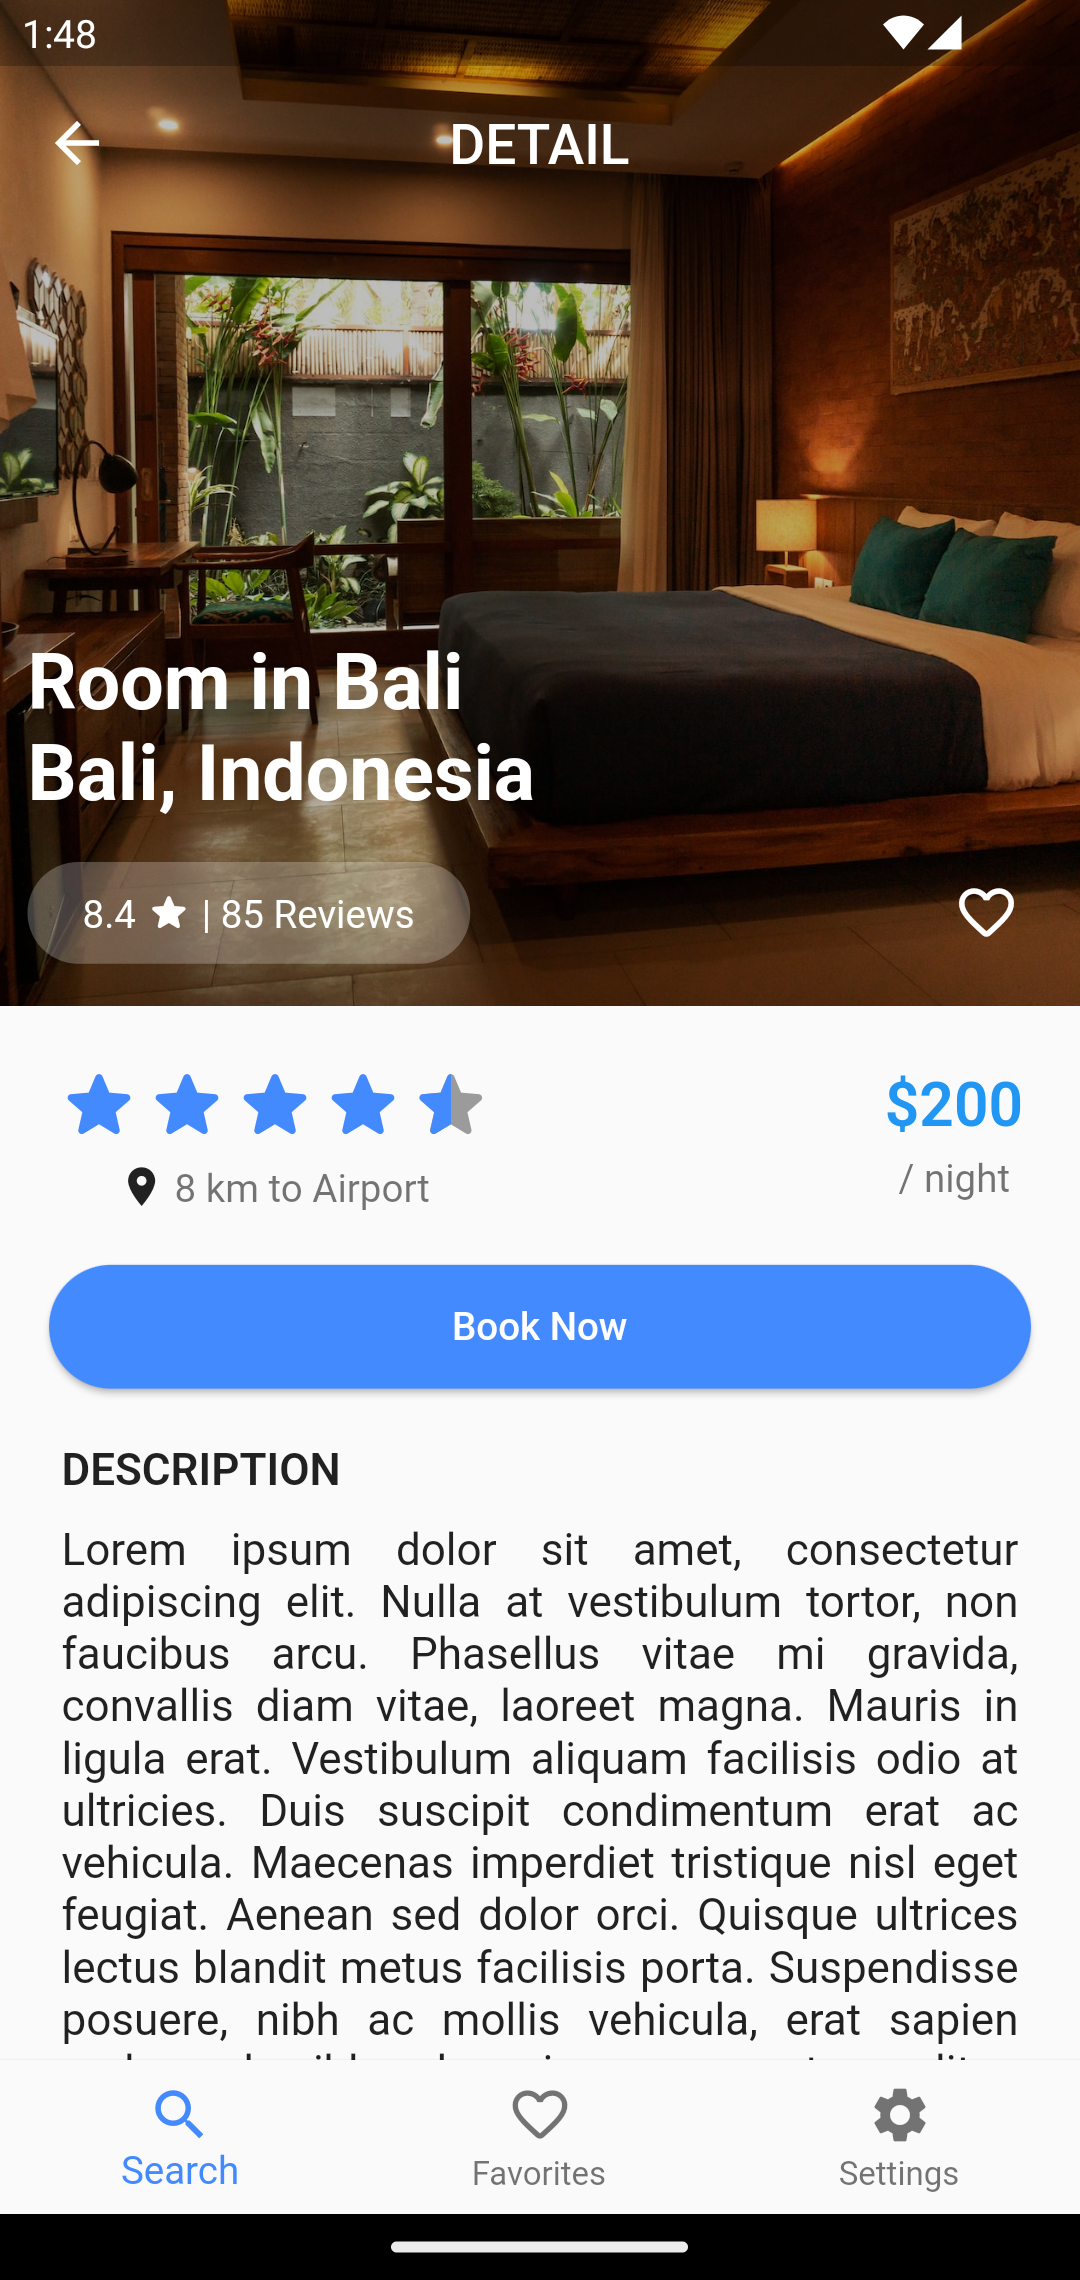 1:48
DETAIL
Room in Bali
Bali, Indonesia
8.4 | 85 Reviews
$200
8 km to Airport
/ night
Book Now
DESCRIPTION
Lorem ipsum dolor sit amet, consectetur
adipiscing elit. Nulla at vestibulum tortor, non
faucibus arcu. Phasellus vitae mi gravida,
convallis diam vitae, laoreet magna. Mauris in
ligula erat. Vestibulum aliquam facilisis odio at
ultricies. Duis suscipit condimentum erat ac
vehicula. Maecenas imperdiet tristique nisl eget
feugiat. Aenean sed dolor orci. Quisque ultrices
lectus blandit metus facilisis porta. Suspendisse
posuere, nibh ac mollis vehicula, erat sapien
Search
Favorites
Settings